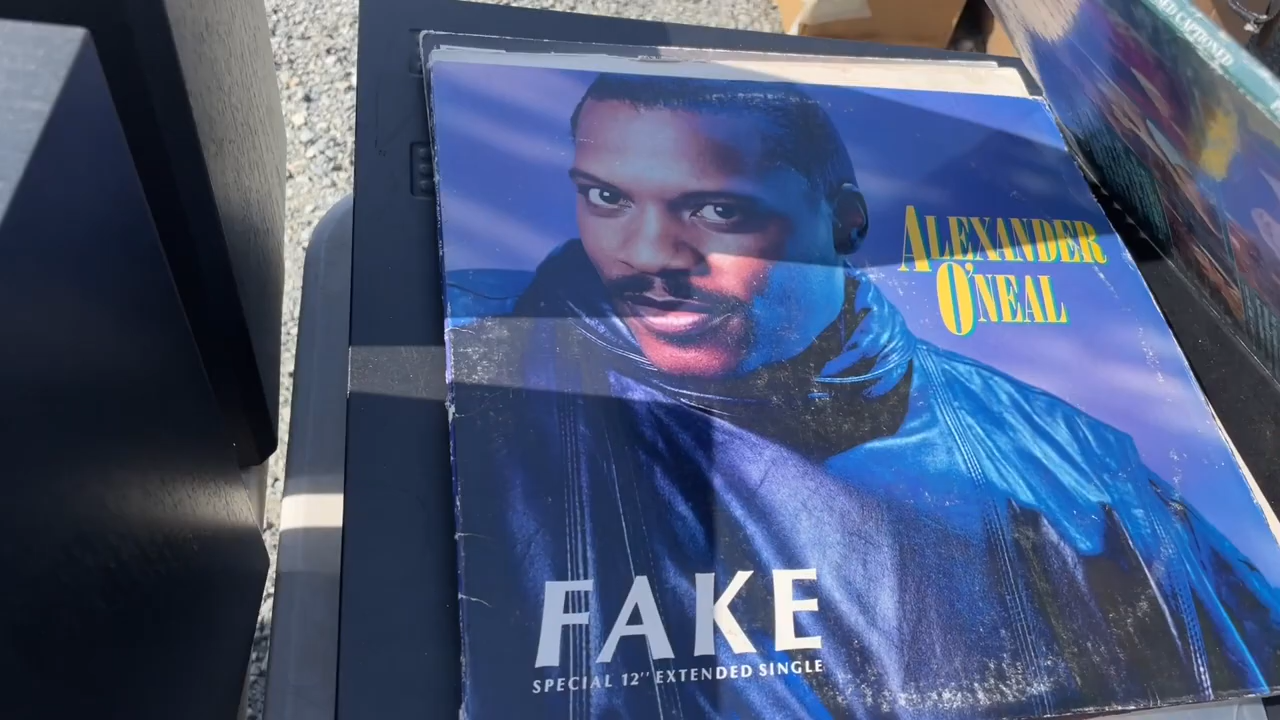 ALEXANDER
O'NEAL
FAKE
SPECIAL 12" EXTENDED SINGLE